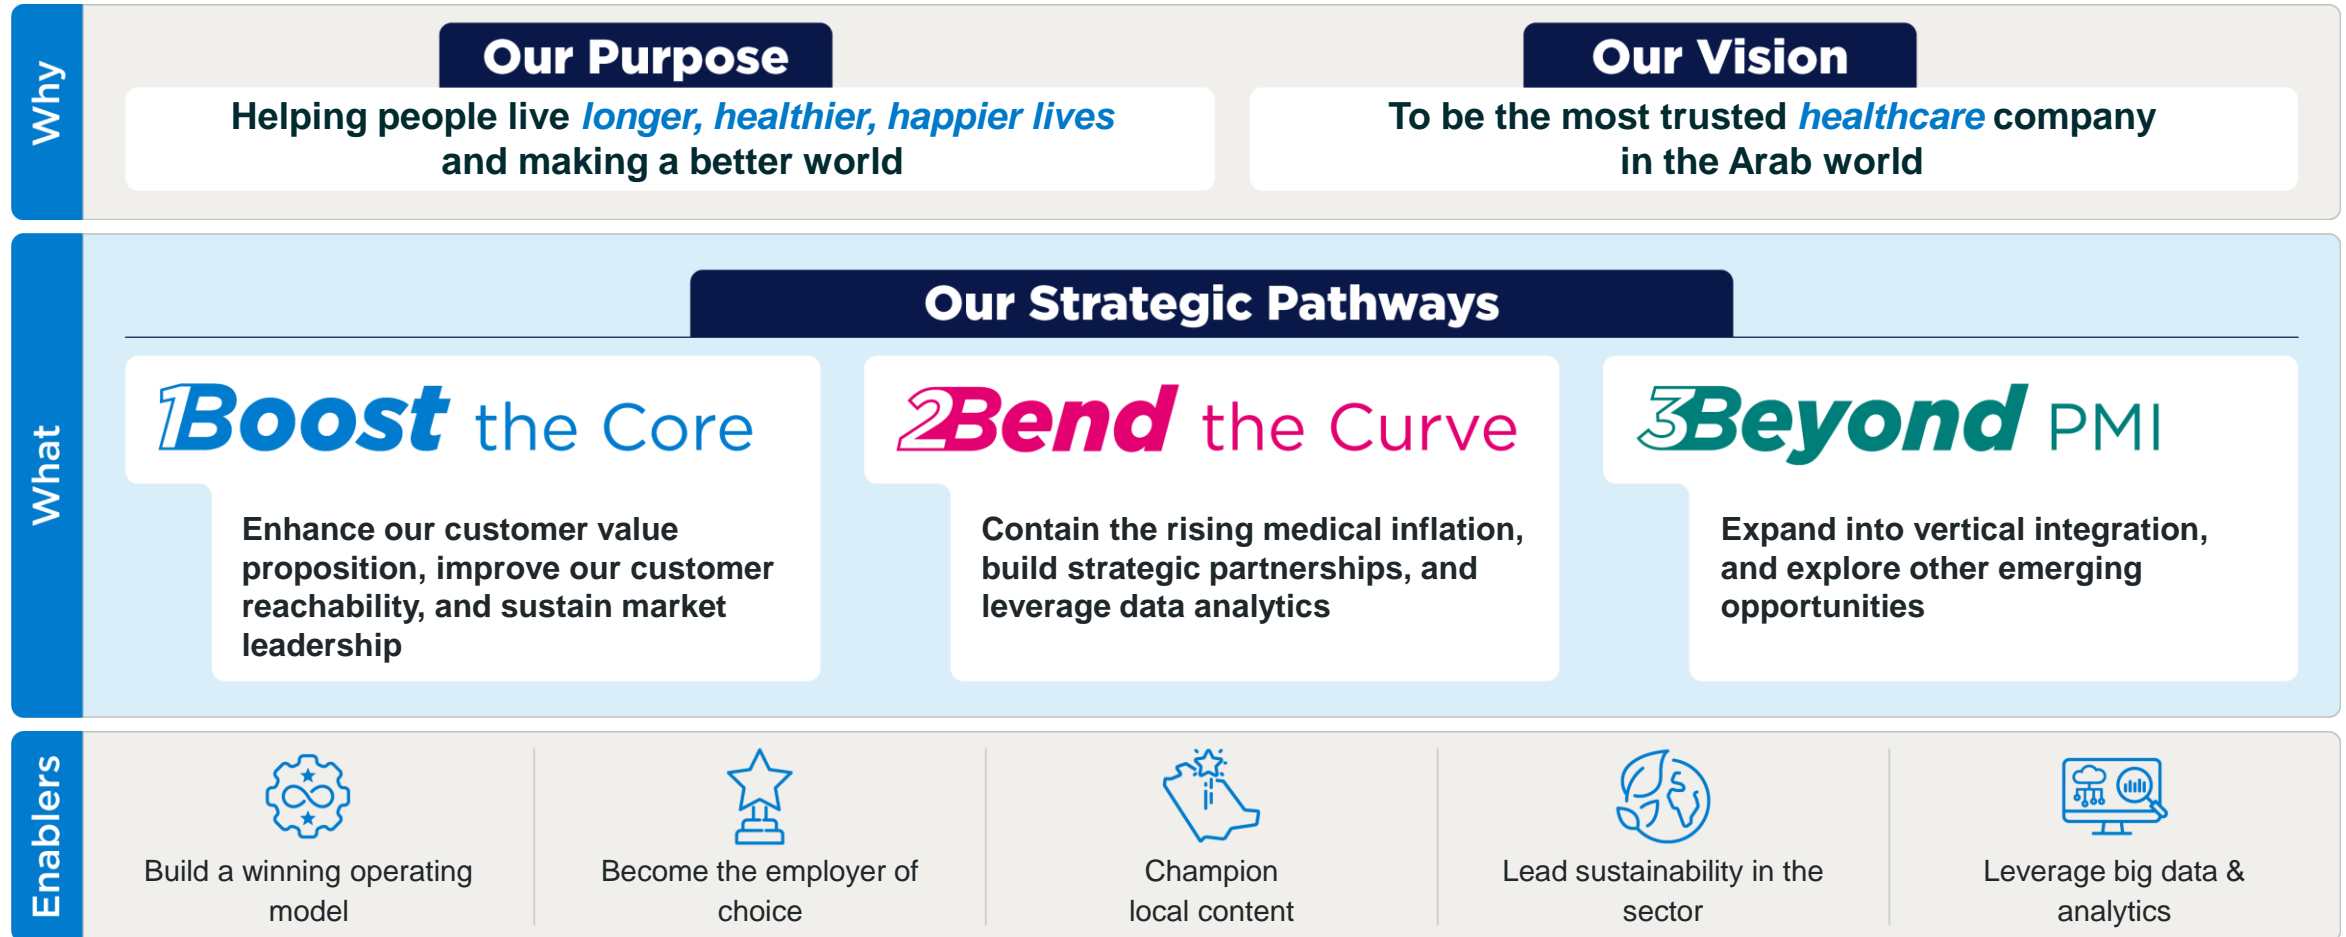 Why
Our Purpose
Helping people live longer, healthier, happier lives
and making a better world
Our Vision
To be the most trusted healthcare company
in the Arab world
What
Our Strategic Pathways
1Boost the Core
Enhance our customer value
proposition, improve our customer
reachability, and sustain market
leadership
2Bend the Curve
Contain the rising medical inflation,
build strategic partnerships, and
leverage data analytics
3Beyond PMI
Expand into vertical integration,
and explore other emerging
opportunities
Enablers
Build a winning operating
model
Become the employer of
choice
Champion
local content
Lead sustainability in the
sector
Leverage big data &
analytics